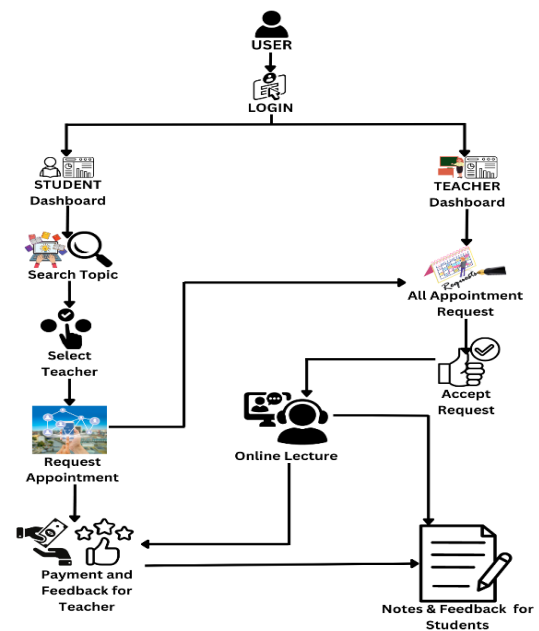 USER
LOGIN
STUDENT
Dashboard
TEACHER
Dashboard
Search Topic
Requests
All Appointment
Request
Select
Teacher
Accept
Request
Request
Appointment
Online Lecture
Payment and
Feedback for
Teacher
Notes & Feedback for
Students